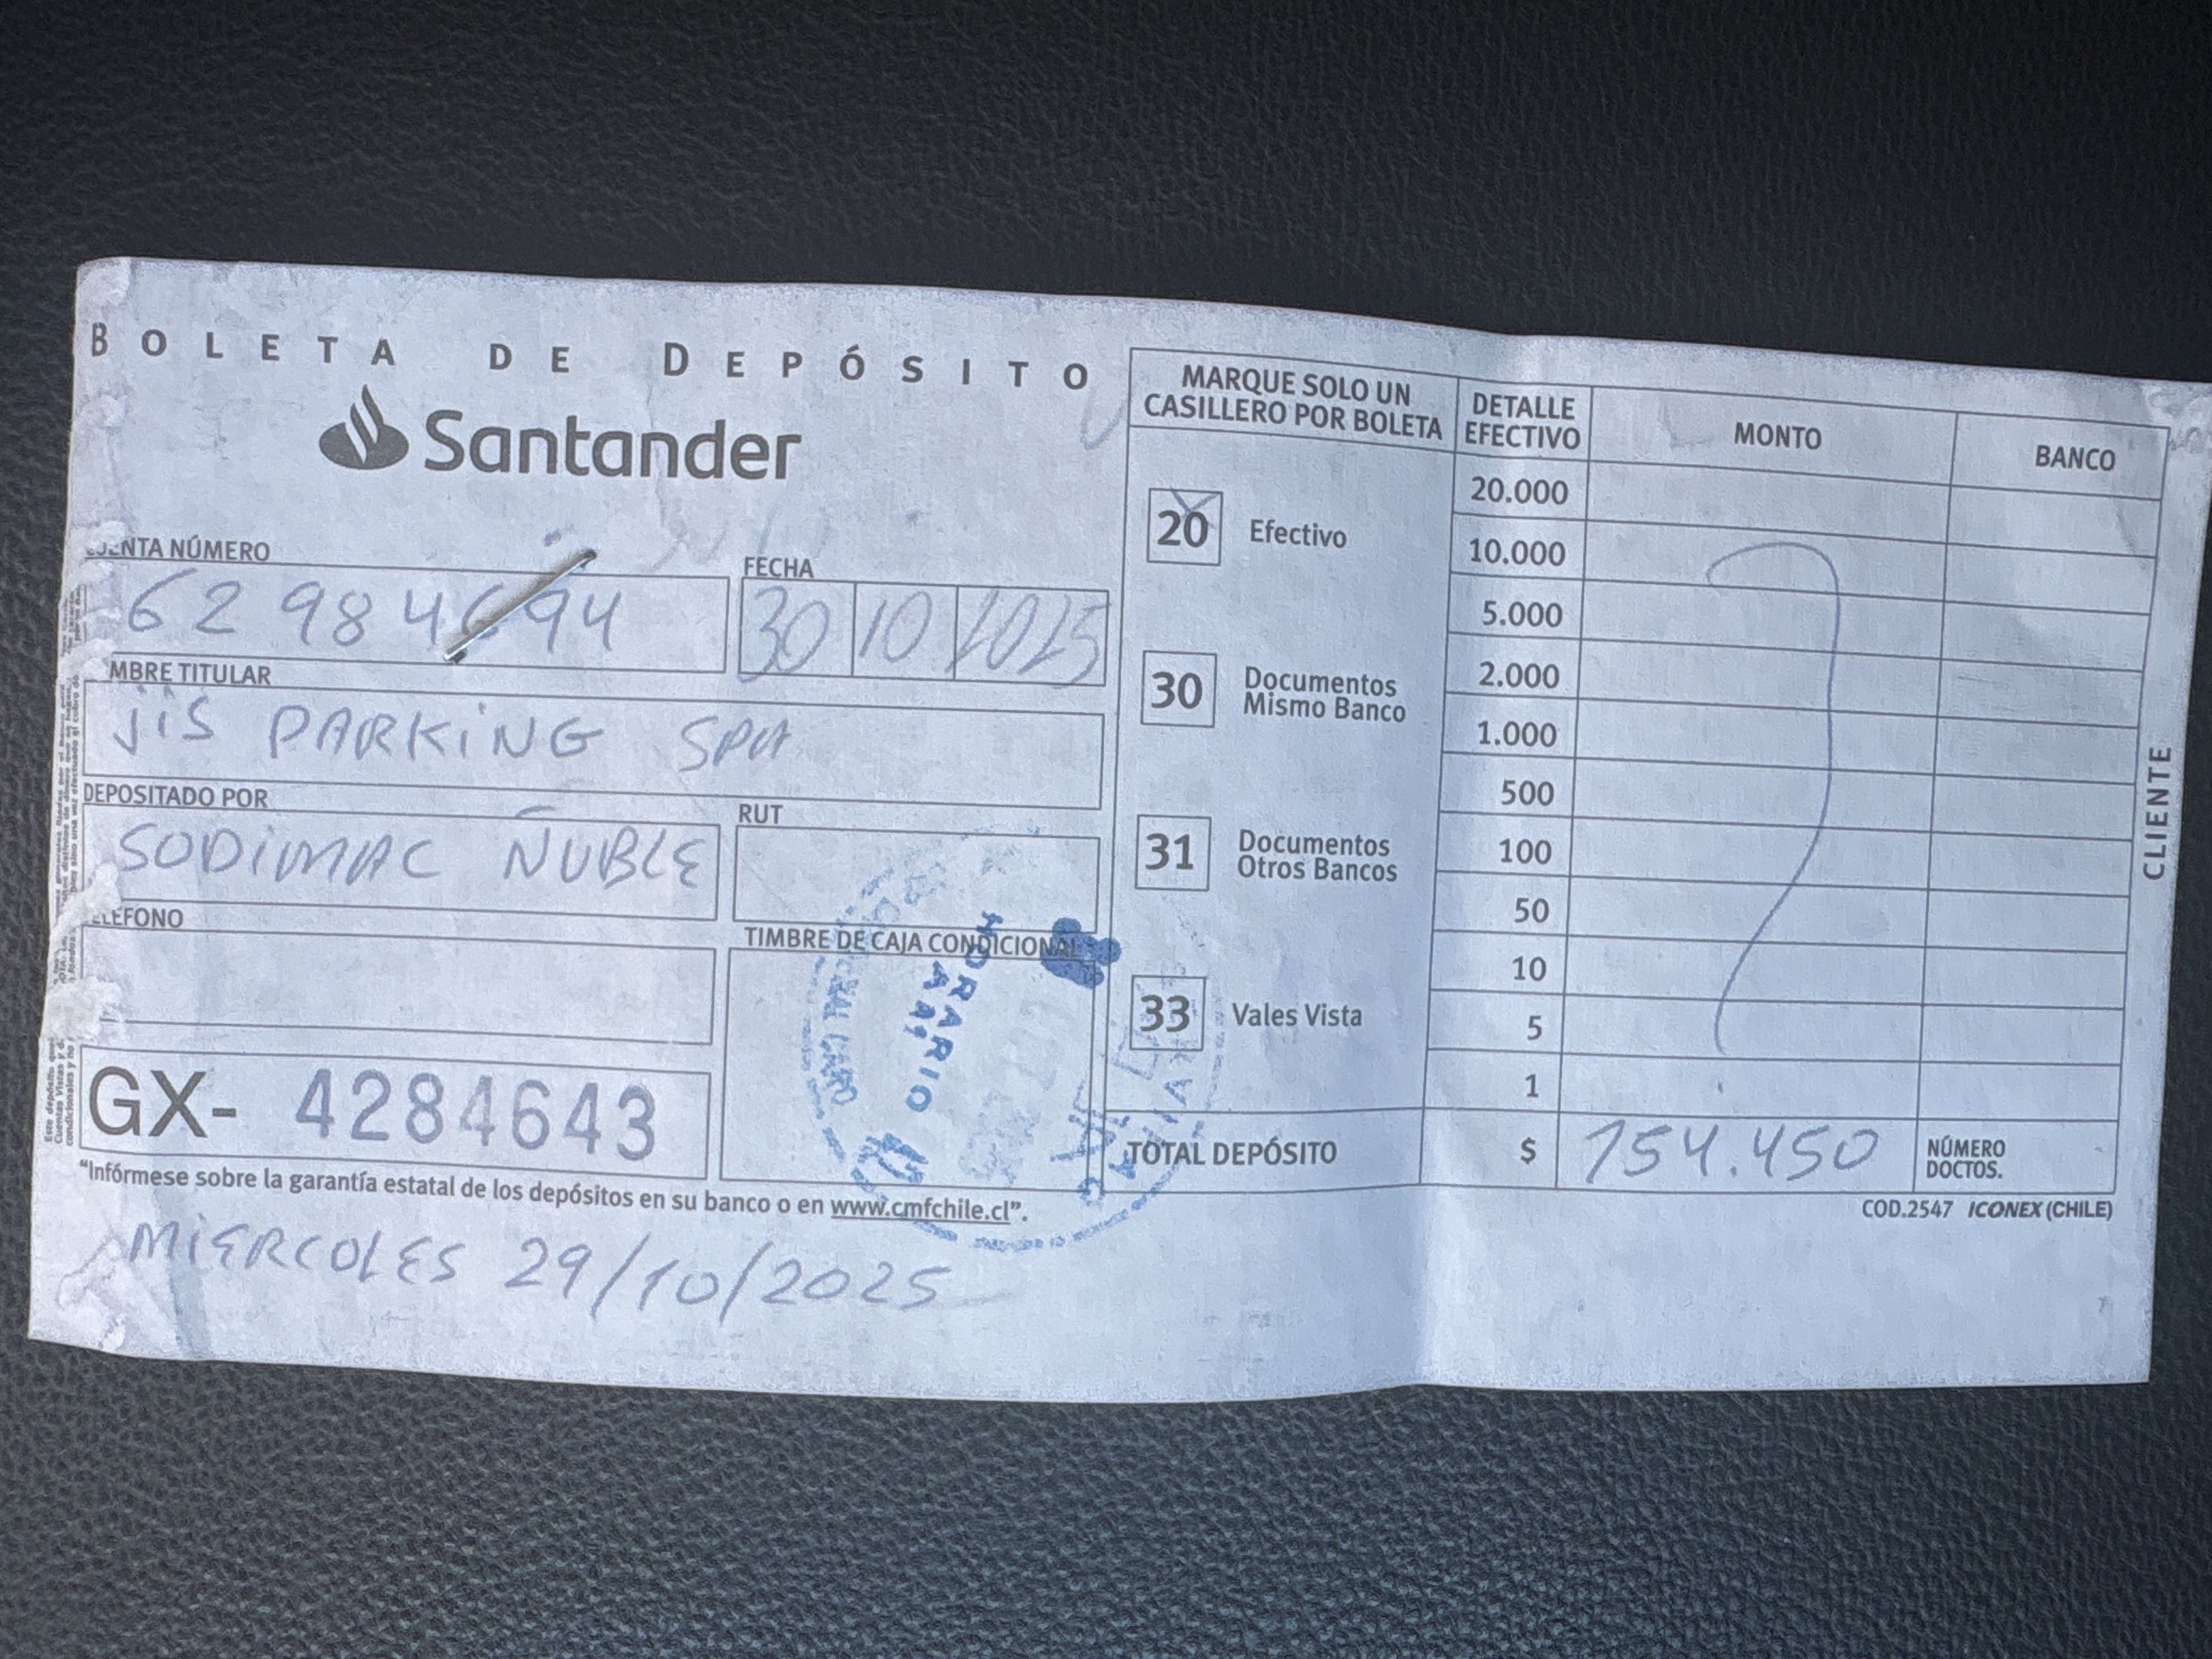 BOLETA DE DEPÓSITO
Santander
CUENTA NÚMERO
62984694
FECHA
30 10 2025
MBRE TITULAR
JIS PARKING SPA
DEPOSITADO POR
SODIMAC ÑUBLE
RUT
TELÉFONO
TIMBRE DE CAJA CONDICIONAL
HORARIO
GX- 4284643
"Infórmese sobre la garantía estatal de los depósitos en su banco o en www.cmfchile.cl".
MIERCOLES 29/10/2025
MARQUE SOLO UN
CASILLERO POR BOLETA
20 Efectivo
30 Documentos
Mismo Banco
31 Documentos
Otros Bancos
33 Vales Vista
DETALLE
EFECTIVO
MONTO
BANCO
20.000
10.000
5.000
2.000
1.000
500
100
50
10
5
1
TOTAL DEPÓSITO $ 154.450
NÚMERO
DOCTOS.
COD.2547 ICONEX (CHILE)
CLIENTE